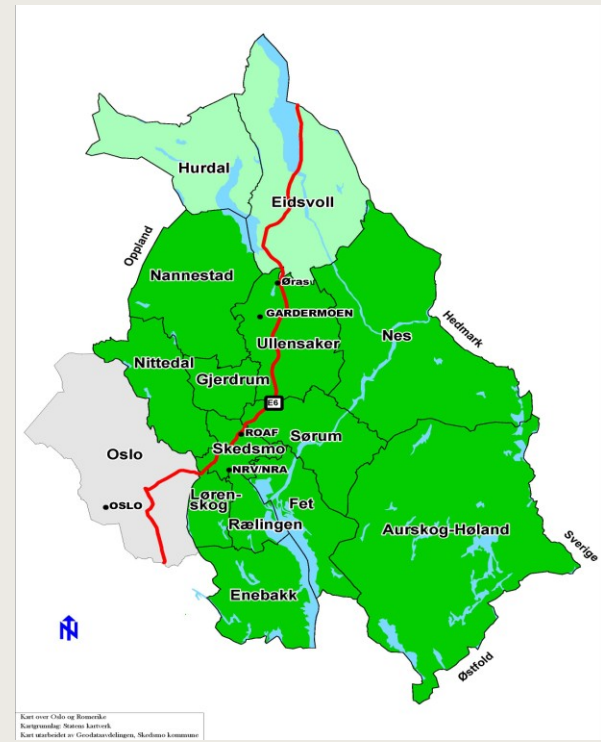 Hurdal
Eidsvoll
Oppland
Nannestad
Øras
GARDERMOEN
Hedmark
Ullensaker
Nes
Nittedal
Gjerdrum
E6
ROAF
Sørum
Oslo
Skedsmo
NRV/NRA
Løren-
skog
Fet
OSLO
Rælingen
Aurskog-Høland
Sverige
Enebakk
N
Østfold
Kart over Oslo og Romerike
Kartgrunnlag: Statens kartverk
Kart utarbeidet av Geodataavdelingen, Skedsmo kommune